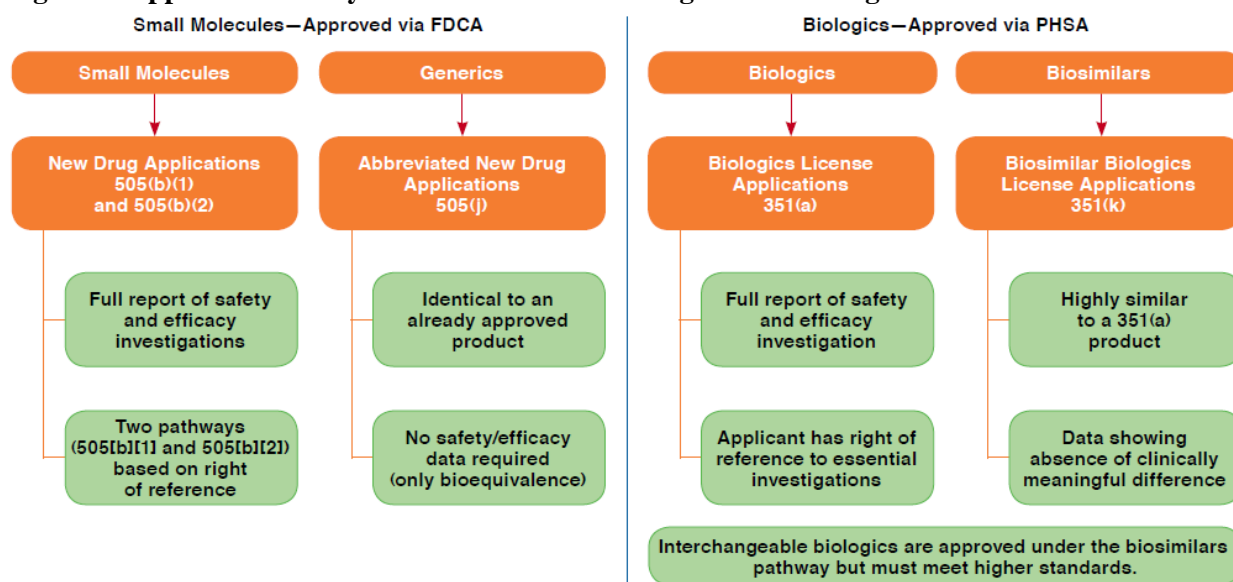 Small Molecules—Approved via FDCA
Small Molecules
New Drug Applications
505(b)(1)
and 505(b)(2)
Full report of safety
and efficacy
investigations
Two pathways
(505[b][1] and 505[b][2])
based on right
of reference
Generics
Abbreviated New Drug
Applications
505(j)
Identical to an
already approved
product
No safety/efficacy
data required
(only bioequivalence)
Biologics—Approved via PHSA
Biologics
Biologics License
Applications
351(a)
Full report of safety
and efficacy
investigation
Applicant has right of
reference to essential
investigations
Biosimilars
Biosimilar Biologics
License Applications
351(k)
Highly similar
to a 351(a)
product
Data showing
absence of clinically
meaningful difference
Interchangeable biologics are approved under the biosimilars
pathway but must meet higher standards.